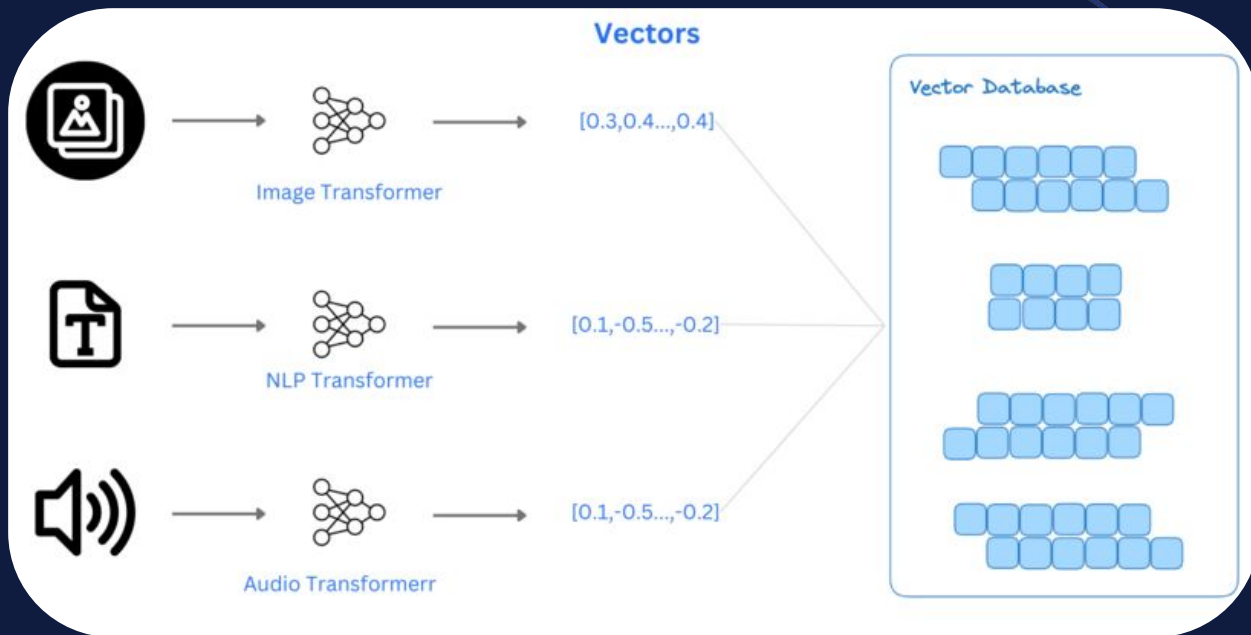 Vectors
Vector Database
[0.3,0.4...,0.4]
Image Transformer
T
[0.1,-0.5...,-0.2]
NLP Transformer
[0.1,-0.5...,-0.2]
Audio Transformerr